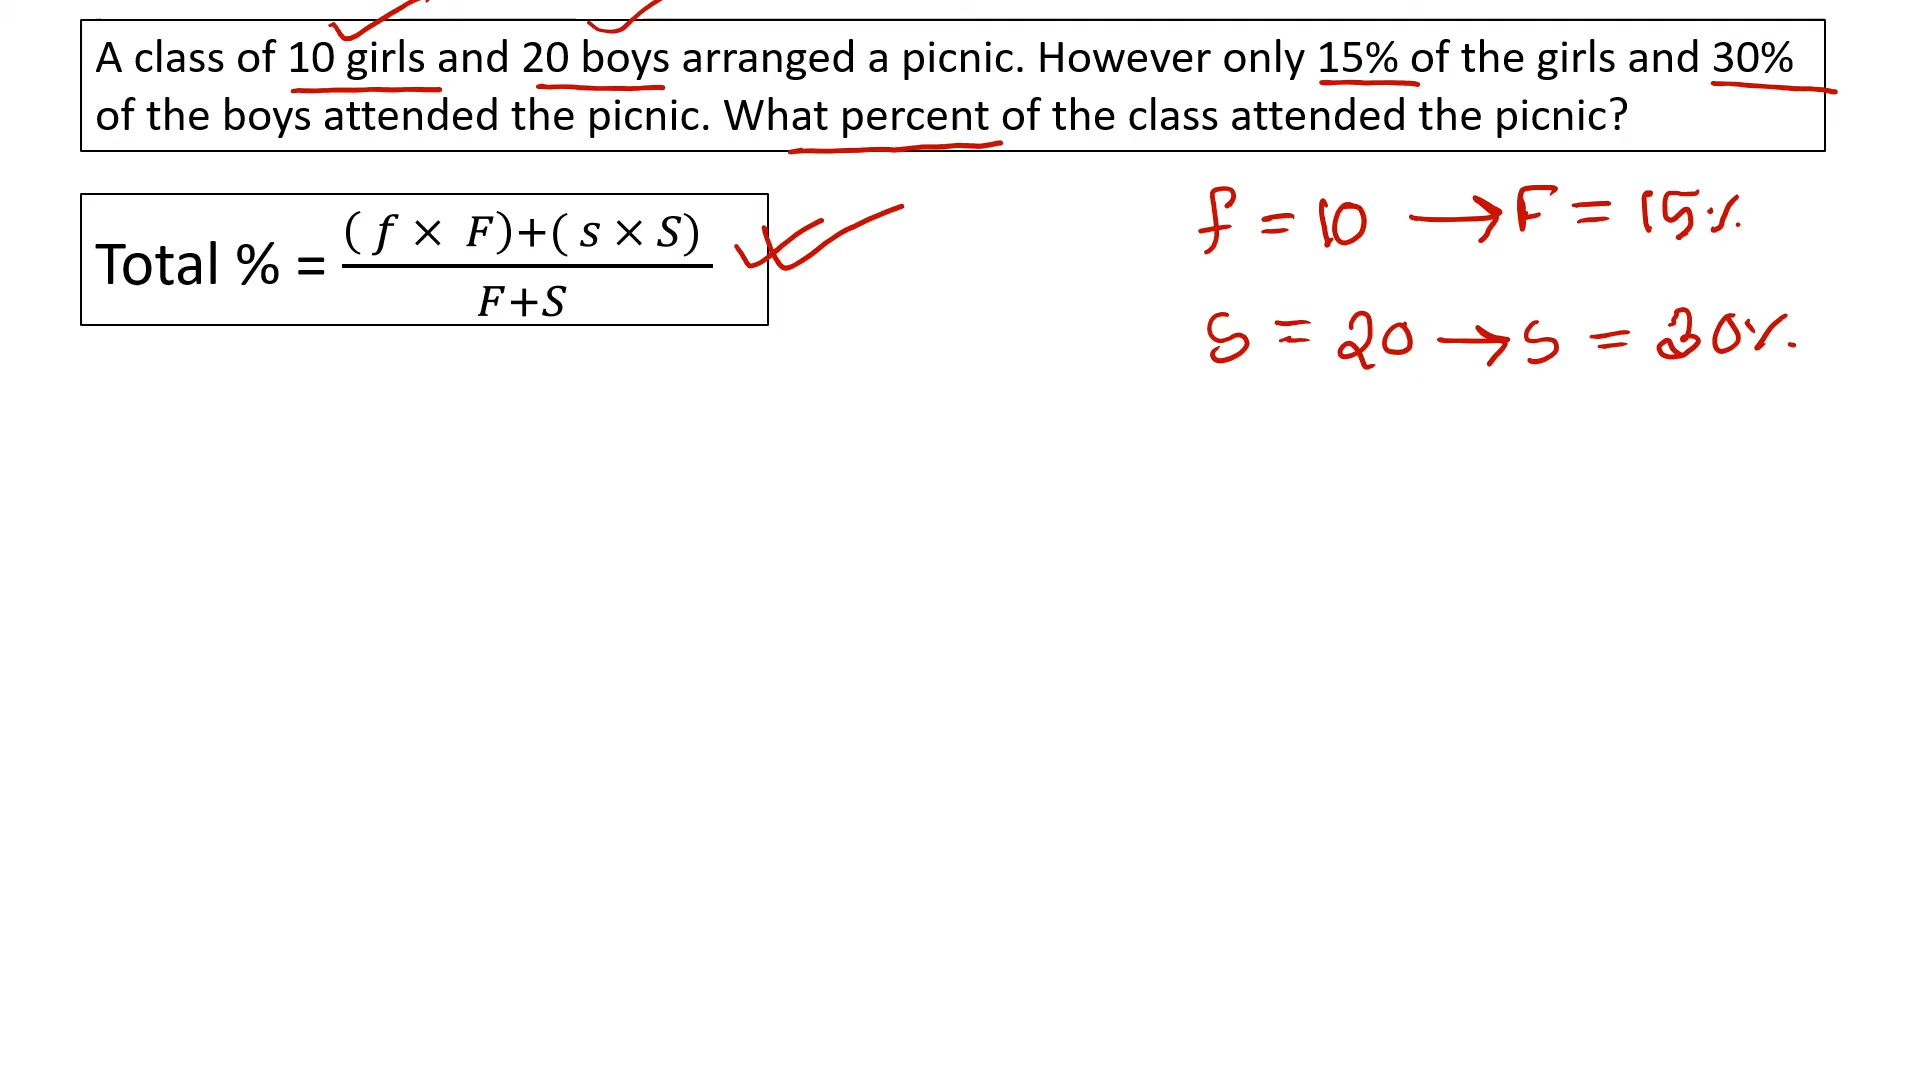 A class of 10 girls and 20 boys arranged a picnic. However only 15% of the girls and 30%
of the boys attended the picnic. What percent of the class attended the picnic?
Total % = 
( f × F)+( s × S)
F+S
f = 10 → F = 15%
S = 20 → S = 30%